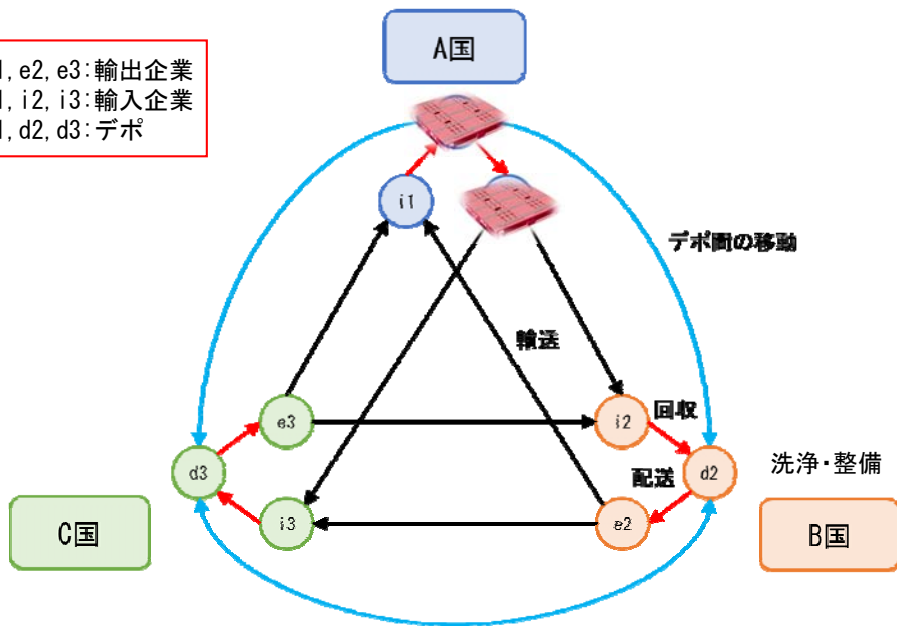 A国
1,e2,e3:輸出企業
1,i2,i3:輸入企業
1,d2,d3:デポ
i1
デポ間の移動
輸送
e3
i2
回収
d3
配送
d2
洗浄・整備
i3
e2
C国
B国